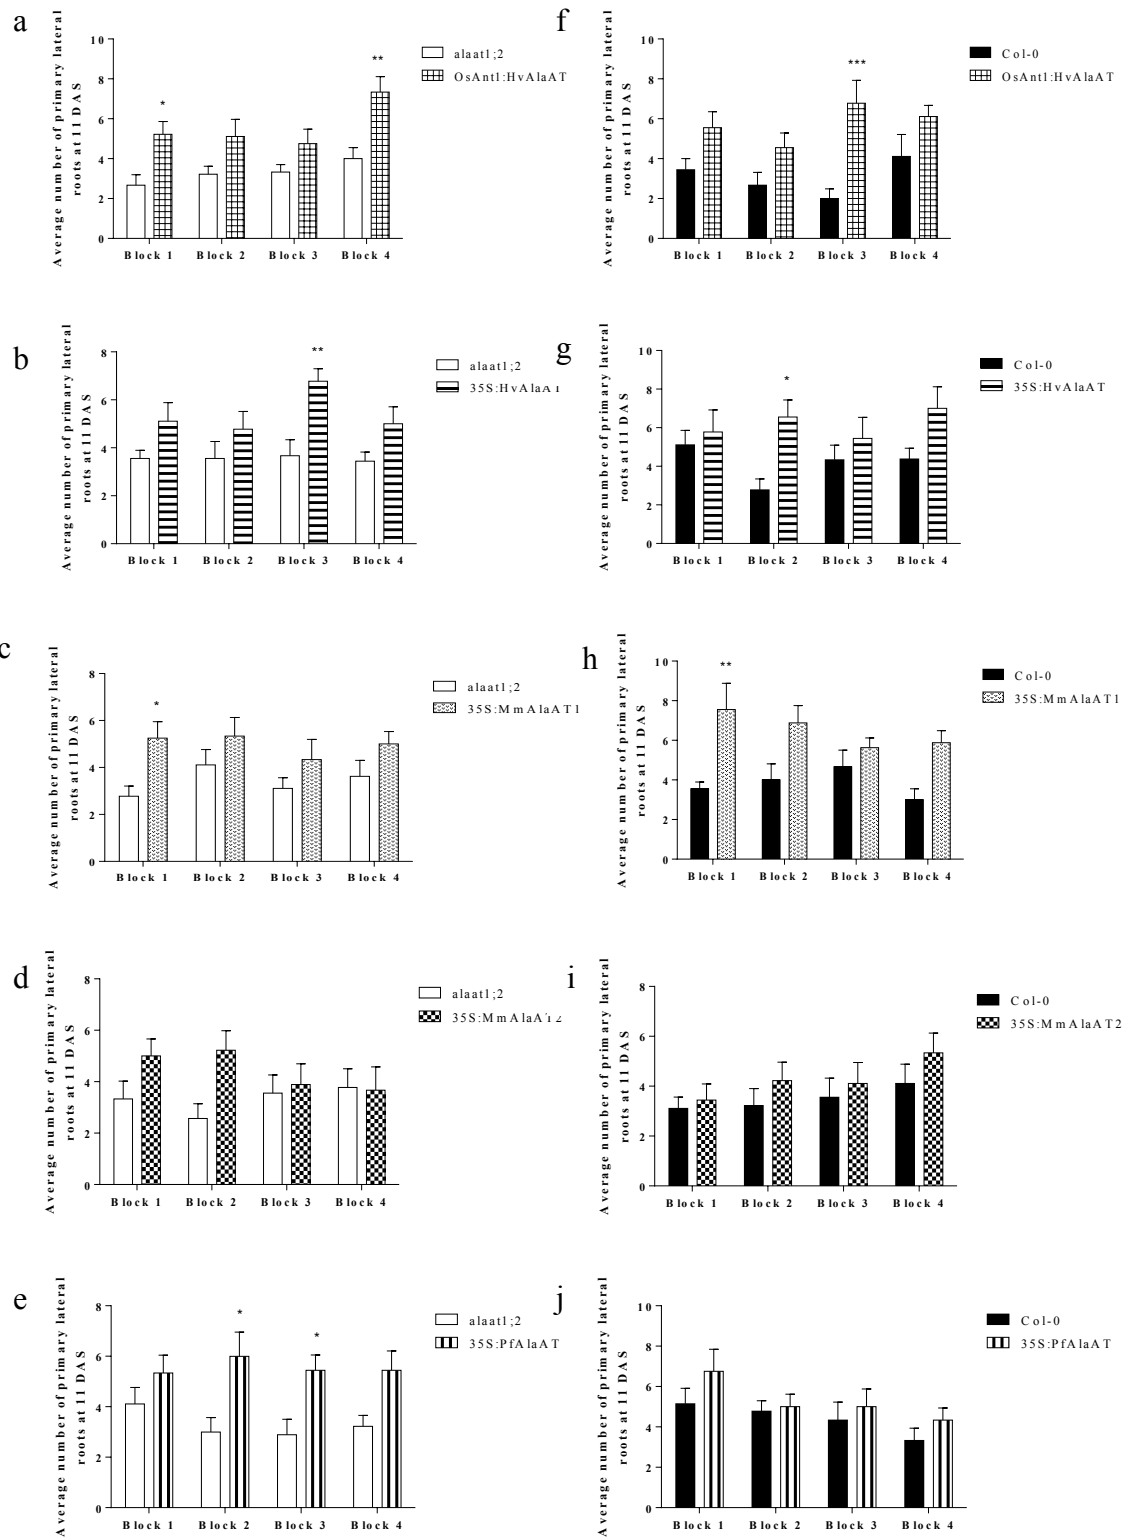 a
Average number of primary lateral
roots at 11 DAS
10
8
6
4
2
0
*
**
Block 1
Block 2
Block 3
Block 4
alaat1;2
OsAnt1:HvAlaAT
f
Average number of primary lateral
roots at 11 DAS
10
8
6
4
2
0
***
Block 1
Block 2
Block 3
Block 4
Col-0
OsAnt1:HvAlaAT
b
Average number of primary lateral
roots at 11 DAS
8
6
4
2
0
**
Block 1
Block 2
Block 3
Block 4
alaat1;2
35S:HvAlaAT
g
Average number of primary lateral
roots at 11 DAS
10
8
6
4
2
0
*
Block 1
Block 2
Block 3
Block 4
Col-0
35S:HvAlaAT
c
Average number of primary lateral
roots at 11 DAS
8
6
4
2
0
*
Block 1
Block 2
Block 3
Block 4
alaat1;2
35S:MmAlaAT1
h
Average number of primary lateral
roots at 11 DAS
10
8
6
4
2
0
**
Block 1
Block 2
Block 3
Block 4
Col-0
35S:MmAlaAT1
d
Average number of primary lateral
roots at 11 DAS
8
6
4
2
0
Block 1
Block 2
Block 3
Block 4
alaat1;2
35S:MmAlaAT2
i
Average number of primary lateral
roots at 11 DAS
8
6
4
2
0
Block 1
Block 2
Block 3
Block 4
Col-0
35S:MmAlaAT2
e
Average number of primary lateral
roots at 11 DAS
8
6
4
2
0
*
*
Block 1
Block 2
Block 3
Block 4
alaat1;2
35S:PfAlaAT
j
Average number of primary lateral
roots at 11 DAS
10
8
6
4
2
0
Block 1
Block 2
Block 3
Block 4
Col-0
35S:PfAlaAT